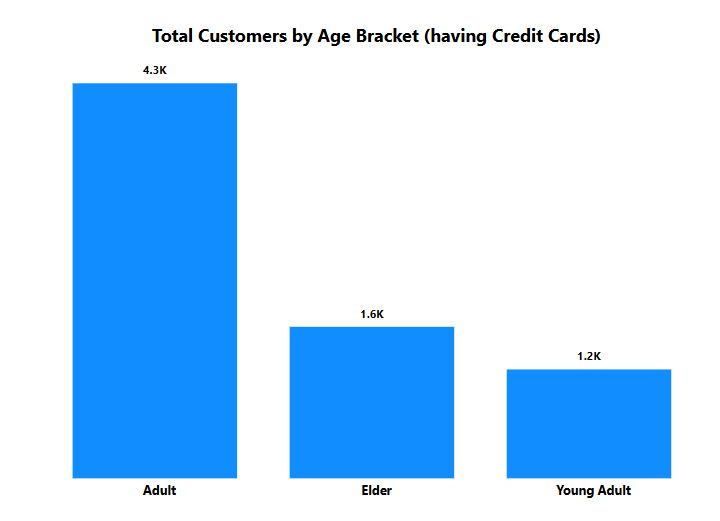 Total Customers by Age Bracket (having Credit Cards)
4.3K
1.6K
1.2K
Adult
Elder
Young Adult